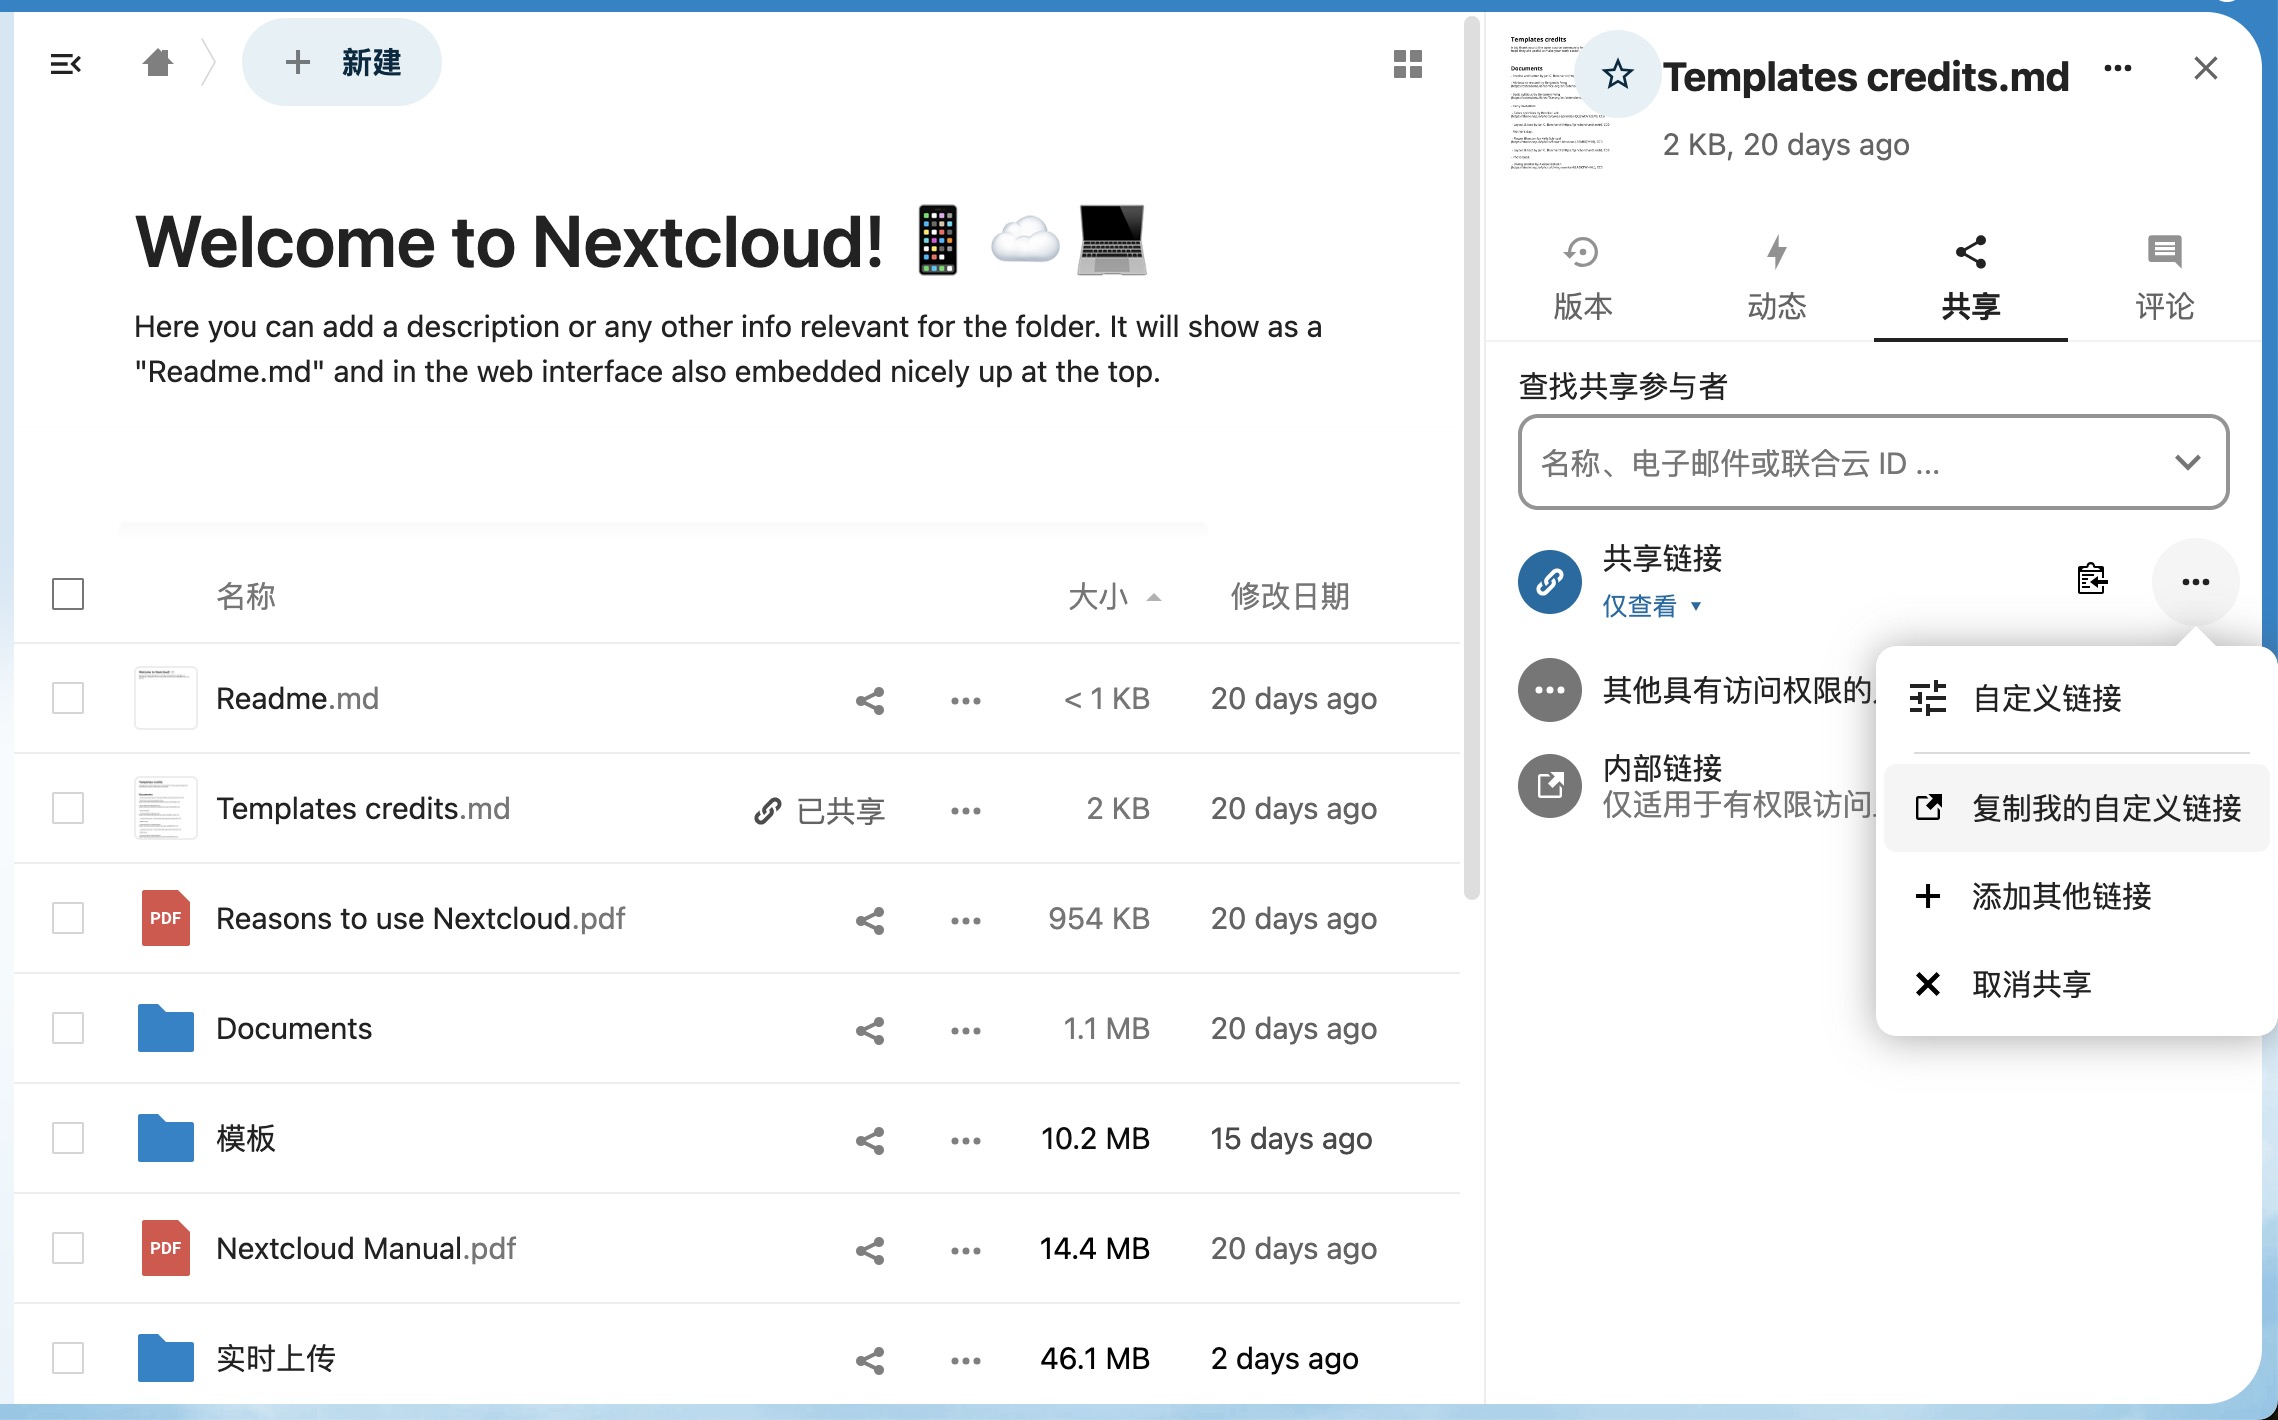 新建
Welcome to Nextcloud!
Here you can add a description or any other info relevant for the folder. It will show as a
"Readme.md" and in the web interface also embedded nicely up at the top.
名称 大小 修改日期
Readme.md < 1 KB 20 days ago
Templates credits.md 已共享 2 KB 20 days ago
PDF Reasons to use Nextcloud.pdf 954 KB 20 days ago
Documents 1.1 MB 20 days ago
模板 10.2 MB 15 days ago
PDF Nextcloud Manual.pdf 14.4 MB 20 days ago
实时上传 46.1 MB 2 days ago
Templates credits
Documents
Templates credits.md
2 KB, 20 days ago
版本 动态 共享 评论
查找共享参与者
名称、电子邮件或联合云 ID ...
共享链接
仅查看
其他具有访问权限的
内部链接
仅适用于有权限访问
自定义链接
复制我的自定义链接
添加其他链接
取消共享